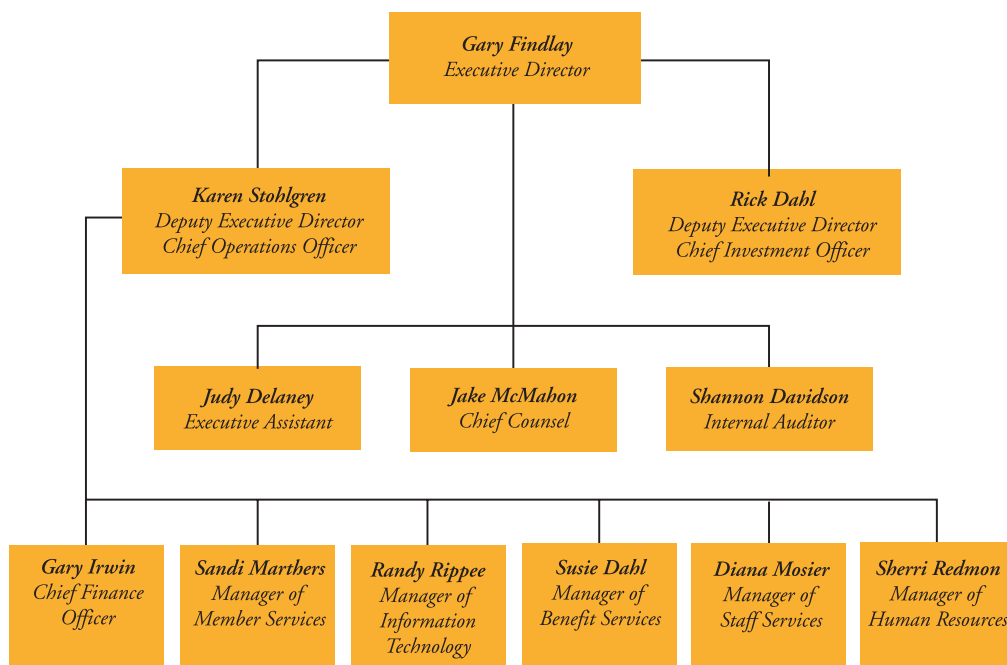 Gary Findlay
Executive Director
Karen Stohlgren
Deputy Executive Director
Chief Operations Officer
Rick Dahl
Deputy Executive Director
Chief Investment Officer
Judy Delaney
Executive Assistant
Jake McMahon
Chief Counsel
Shannon Davidson
Internal Auditor
Gary Irwin
Chief Finance
Officer
Sandi Marthers
Manager of
Member Services
Randy Rippee
Manager of
Information
Technology
Susie Dahl
Manager of
Benefit Services
Diana Mosier
Manager of
Staff Services
Sherri Redmon
Manager of
Human Resources